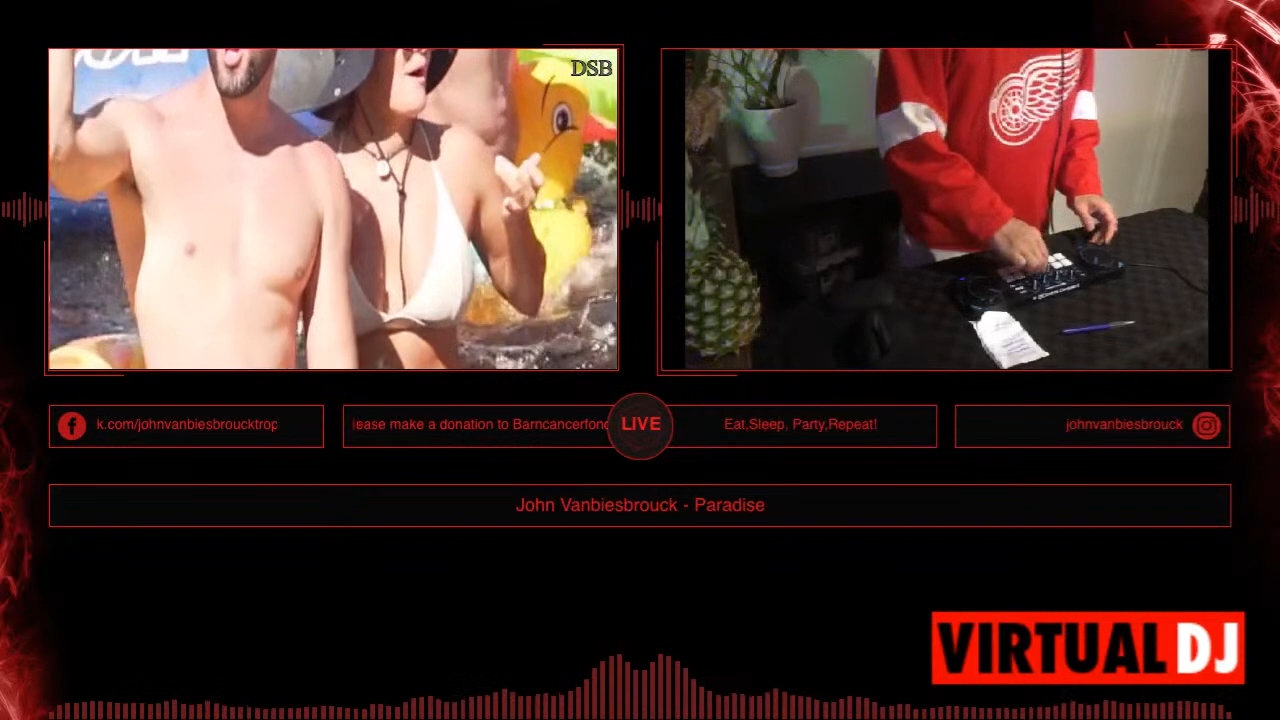 DSB
k.com/johnvanbiesbroucktrop
lease make a donation to Barncancerfond
LIVE
Eat,Sleep, Party,Repeat!
johnvanbiesbrouck
John Vanbiesbrouck - Paradise
VIRTUAL DJ